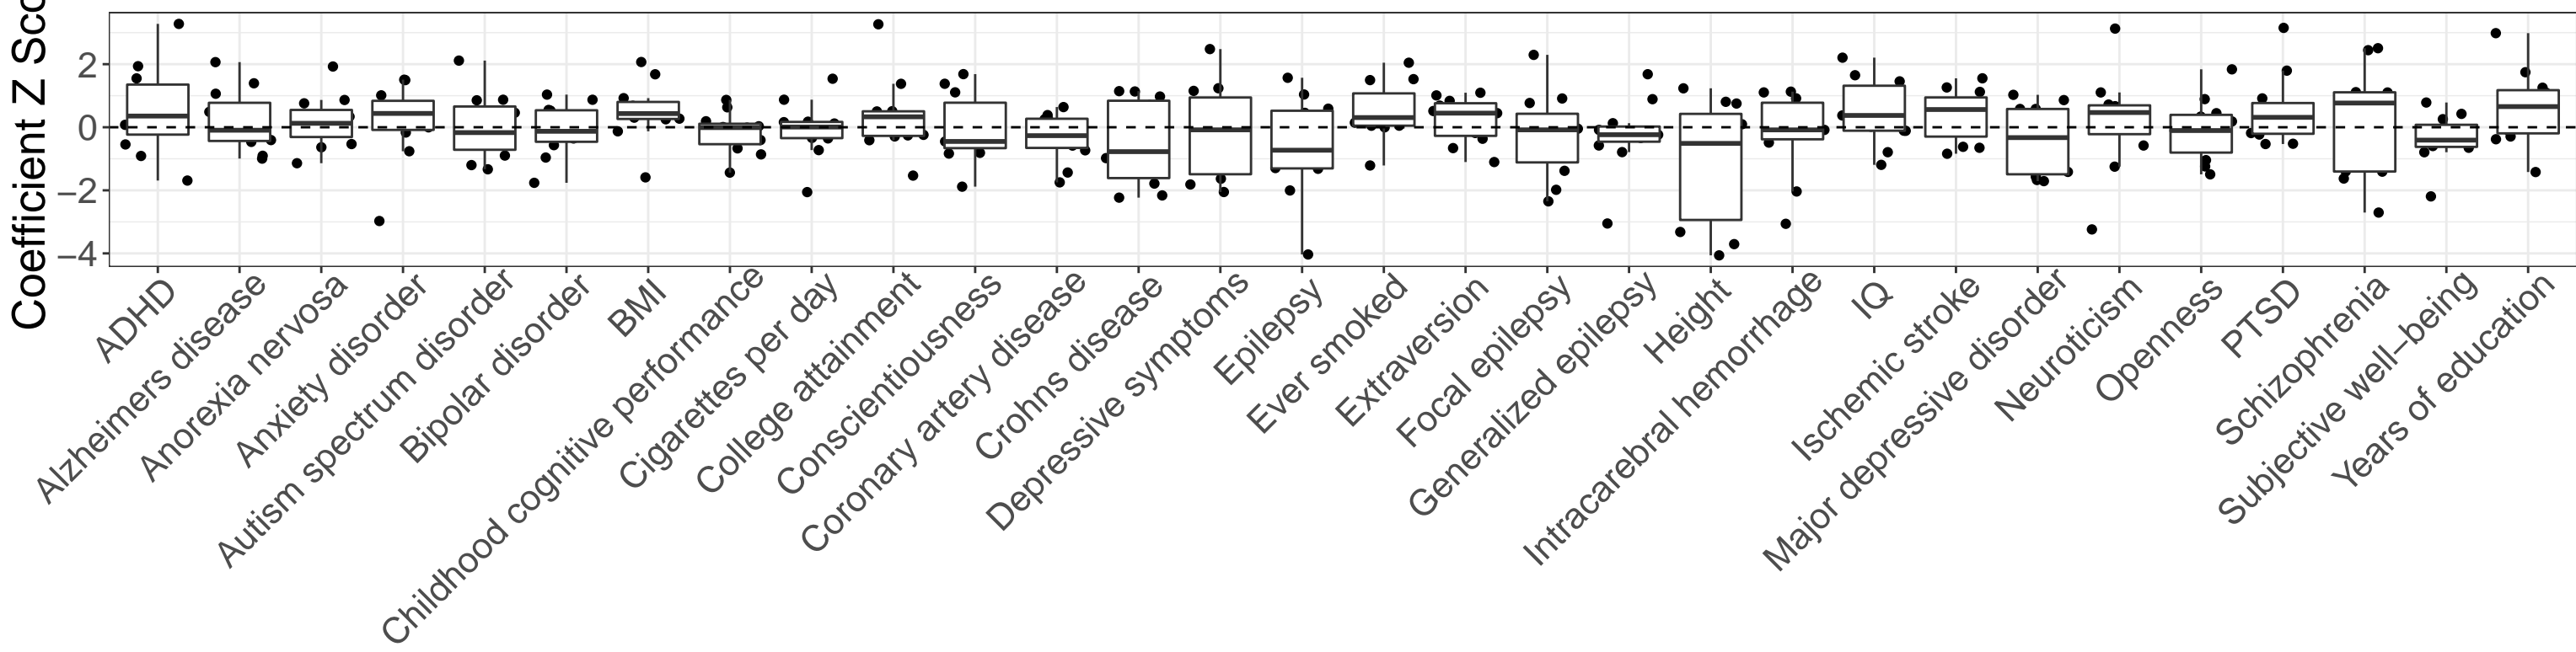 Coefficient Z Sco
2
0
−2
−4
ADHD
Alzheimers disease
Anorexia nervosa
Anxiety disorder
Autism spectrum disorder
Bipolar disorder
BMI
Childhood cognitive performance
Cigarettes per day
College attainment
Conscientiousness
Coronary artery disease
Crohns disease
Depressive symptoms
Epilepsy
Ever smoked
Extraversion
Focal epilepsy
Generalized epilepsy
Height
Intracarebral hemorrhage
IQ
Ischemic stroke
Major depressive disorder
Neuroticism
Openness
PTSD
Schizophrenia
Subjective well−being
Years of education